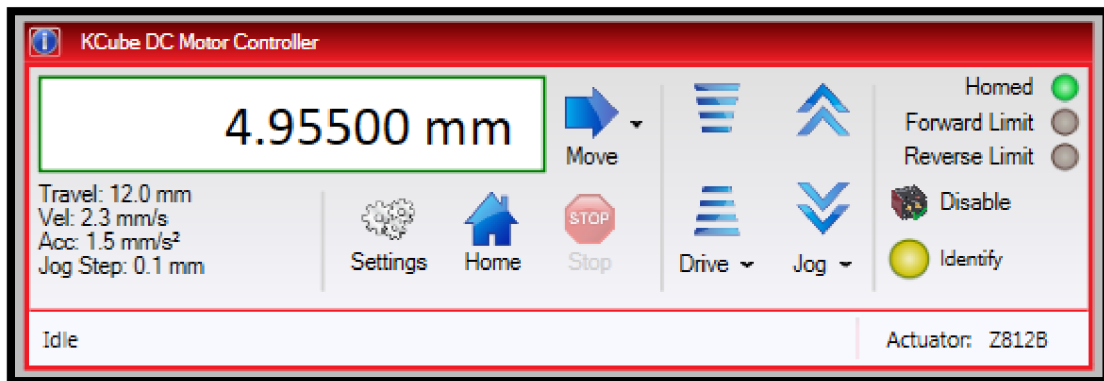 KCube DC Motor Controller
4.95500 mm
Move
Homed
Forward Limit
Reverse Limit
Travel: 12.0 mm
Vel: 2.3 mm/s
Acc: 1.5 mm/s²
Jog Step: 0.1 mm
Settings
Home
STOP
Stop
Drive
Jog
Disable
Identify
Idle
Actuator: Z812B